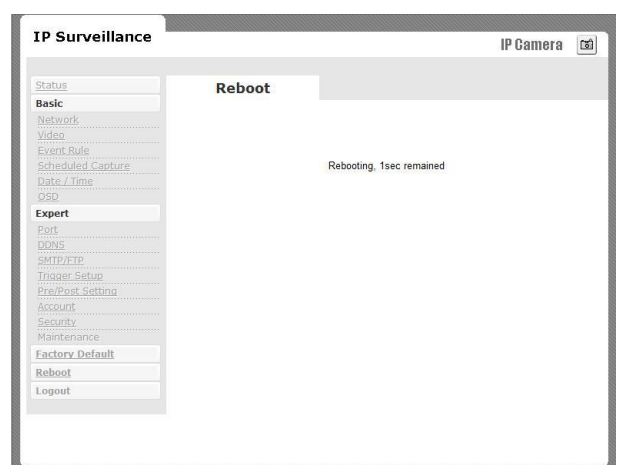 IP Surveillance
IP Camera
Status
Basic
Network
Video
Event Rule
Scheduled Capture
Date / Time
OSD
Expert
Port
DDNS
SMTP/FTP
Trigger Setup
Pre/Post Setting
Account
Security
Maintenance
Factory Default
Reboot
Logout
Reboot
Rebooting, 1sec remained